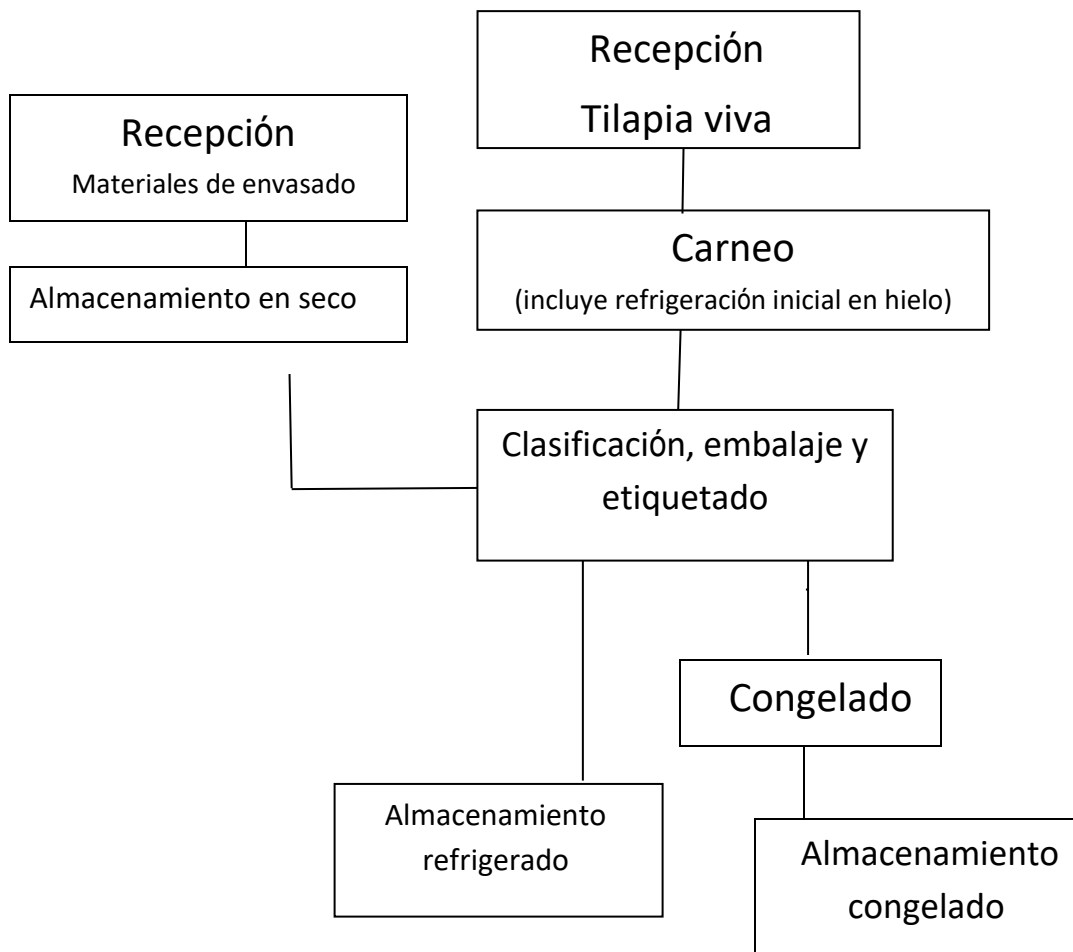 Recepción
Tilapia viva
Recepción
Materiales de envasado
Carneo
(incluye refrigeración inicial en hielo)
Almacenamiento en seco
Clasificación, embalaje y
etiquetado
Congelado
Almacenamiento
refrigerado
Almacenamiento
congelado